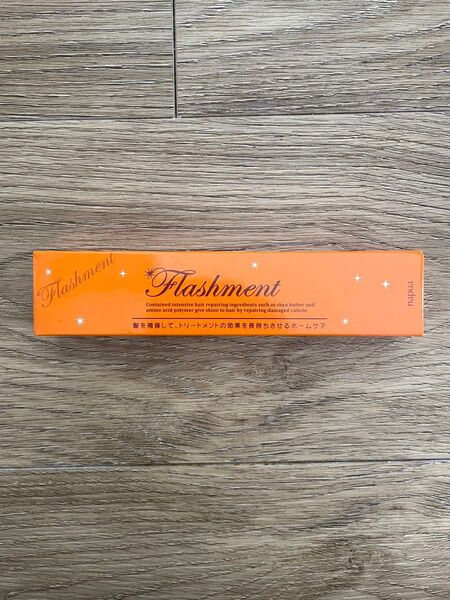 Flashment
Flashment
Contained intensive hair repairing ingredients such as shea butter and
amino acid polymer give shine to hair by repairing damaged cuticle.
髪を補修して、トリートメントの効果を長持ちさせるホームケア
napua